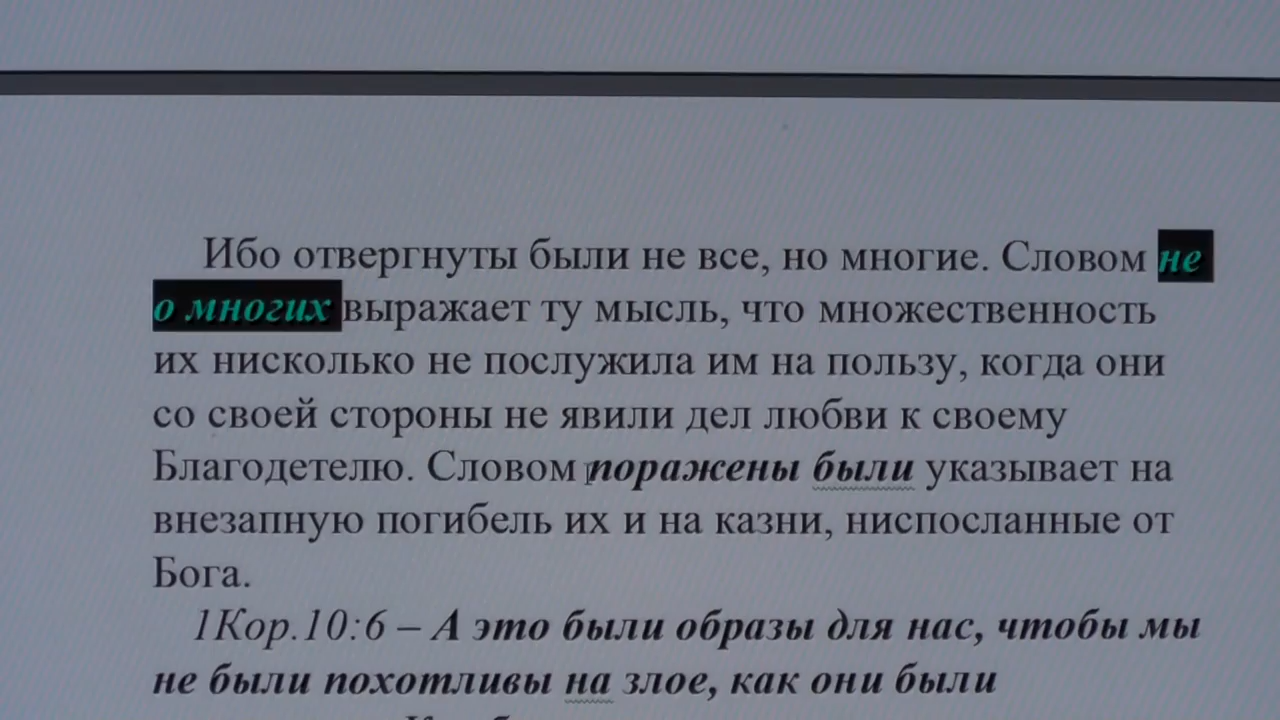 Ибо отвергнуты были не все, но многие. Словом не
о многих выражает ту мысль, что множественность
их нисколько не послужила им на пользу, когда они
со своей стороны не явили дел любви к своему
Благодетелю. Словом поражены были указывает на
внезапную погибель их и на казни, ниспосланные от
Бога.
1Кор.10:6 – А это были образы для нас, чтобы мы
не были похотливы на злое, как они были